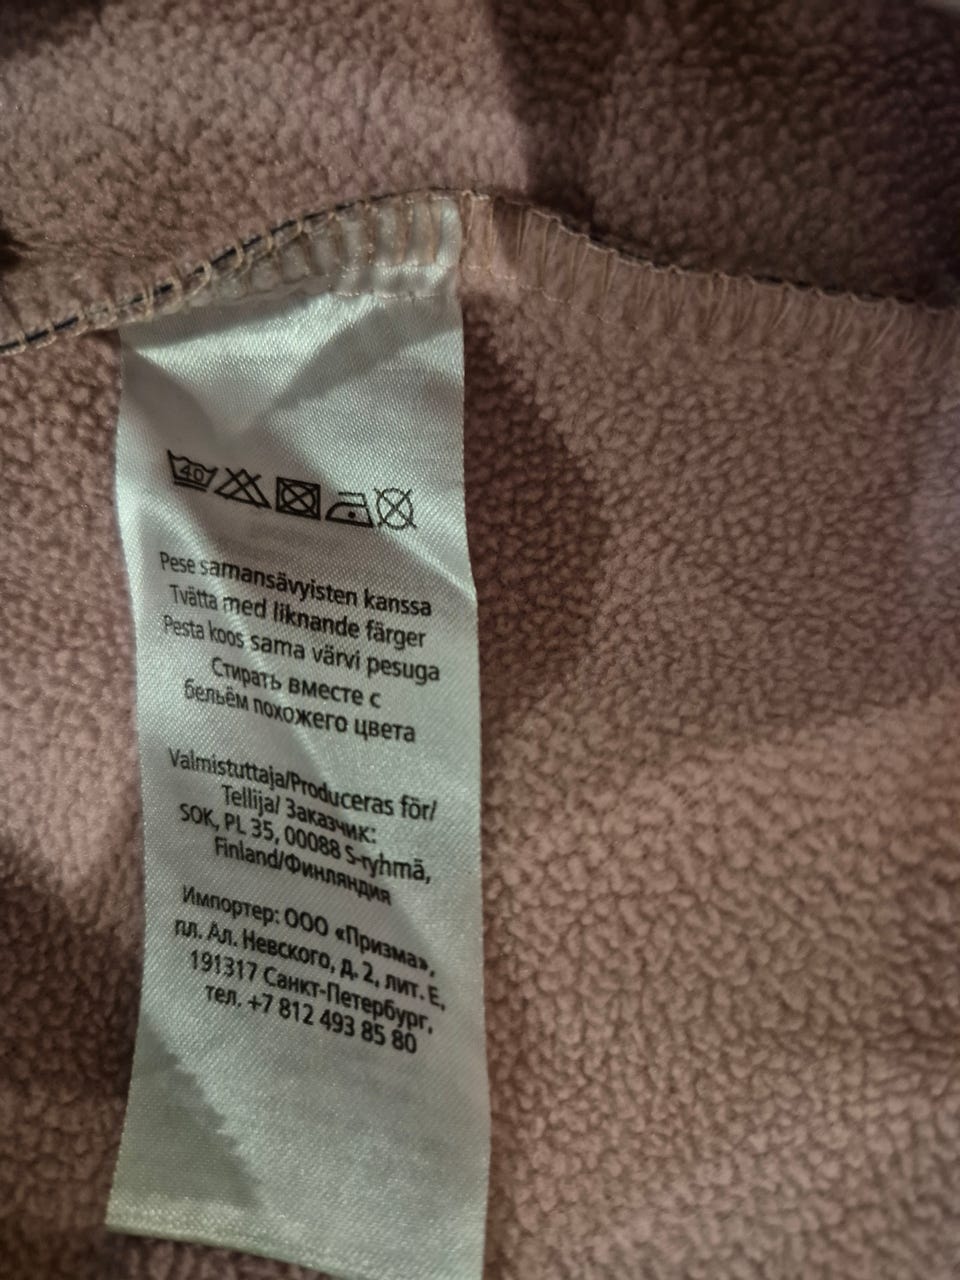 40
Pese samansävyisten kanssa
Tvätta med liknande färger
Pesta koos sama värvi pesuga
Стирать вместе с
бельём похожего цвета
Valmistuttaja/Produceras för/
Tellija/ Заказчик:
SOK, PL 35, 00088 S-ryhmä,
Finland/Финляндия
Импортер: ООО «Призма»,
пл. Ал. Невского, д. 2, лит. Е,
191317 Санкт-Петербург,
тел. +7 812 493 85 80